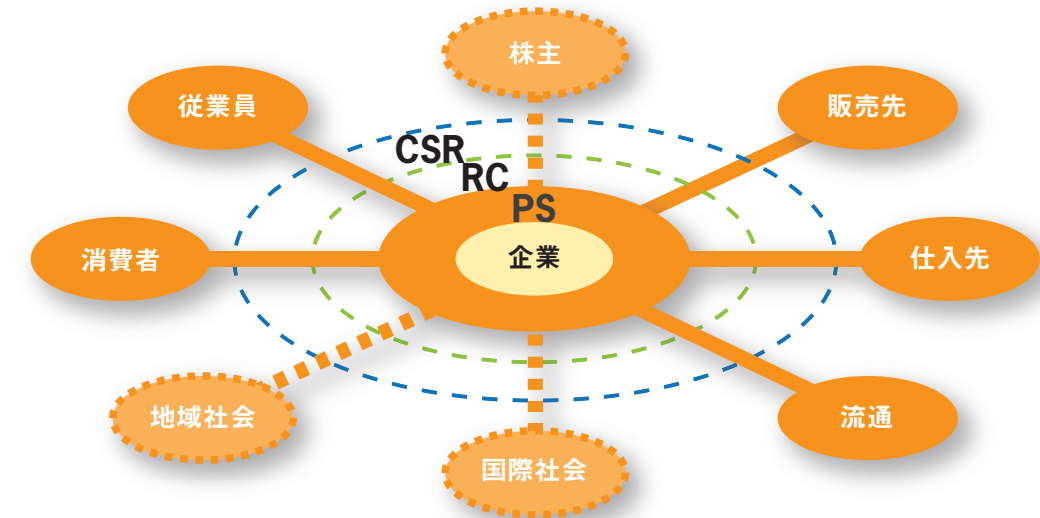 株主
従業員
販売先
CSR
RC
PS
企業
消費者
仕入先
地域社会
流通
国際社会